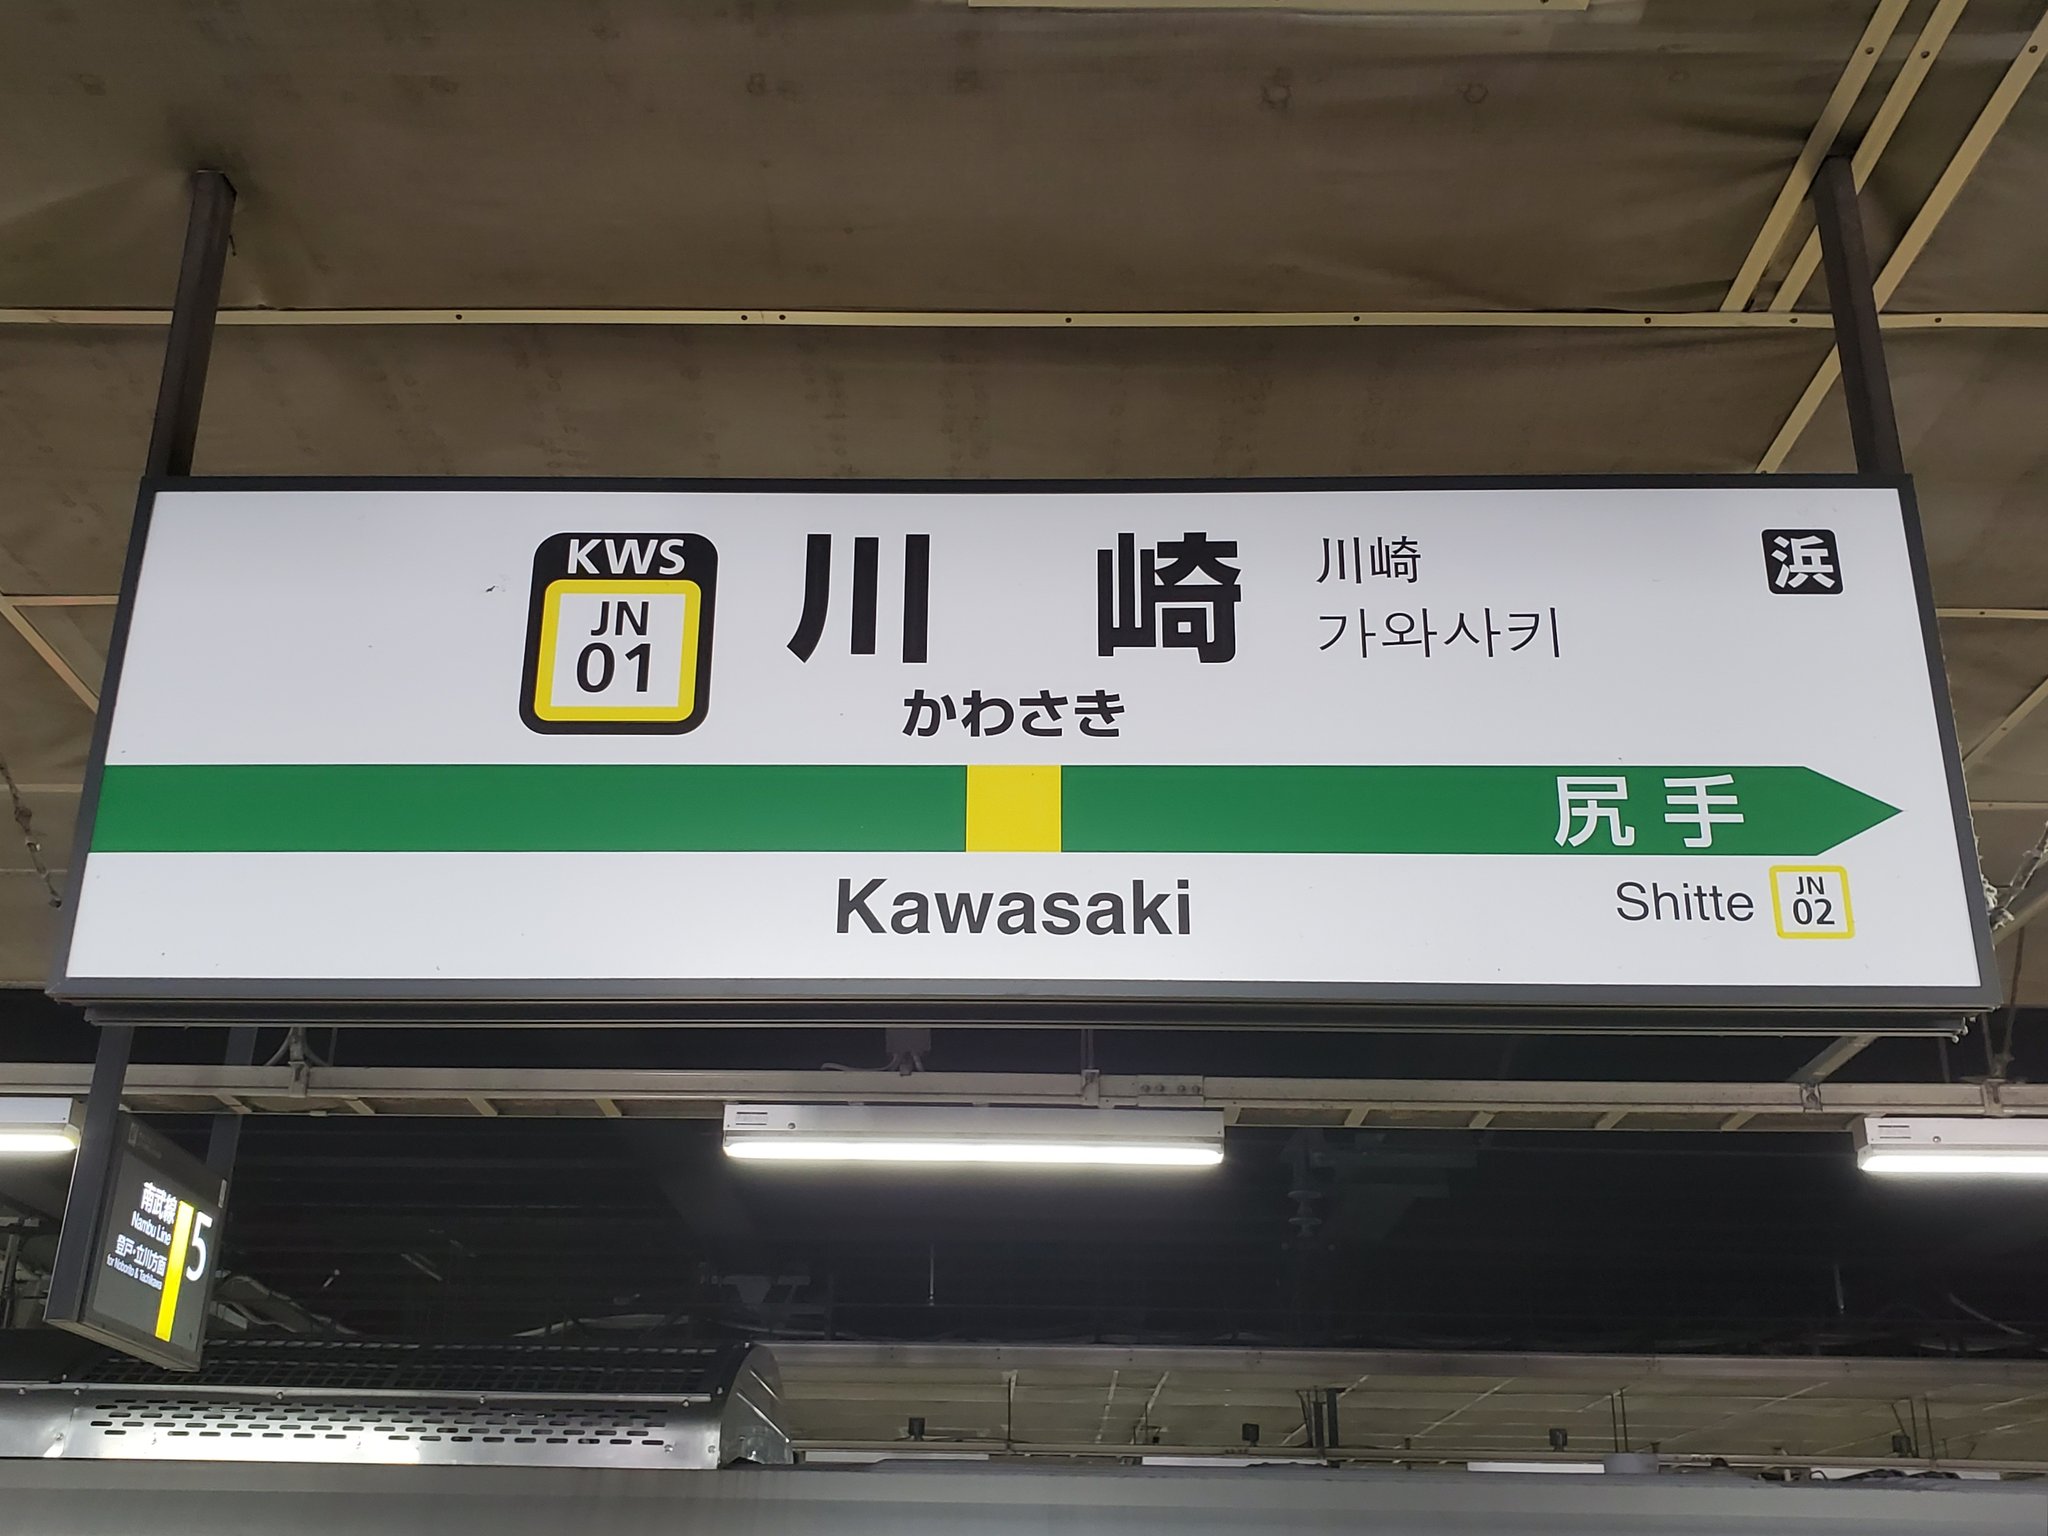 KWS
JN
01
川崎
かわさき
川崎
가와사키
浜
尻手
Kawasaki
Shitte
JN
02
南武線
Nambu Line
登戸・立川方面
for Noborito & Tachikawa
5